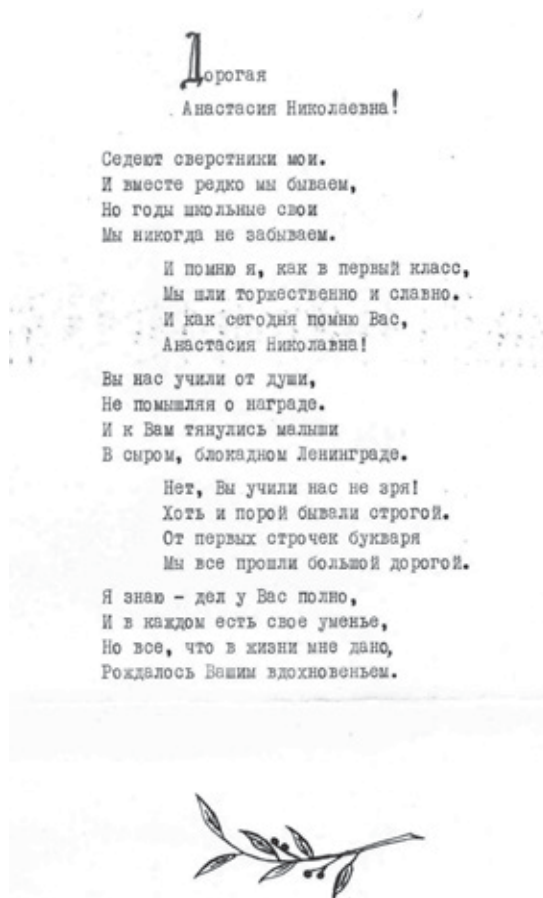 Дорогая
Анастасия Николаевна!
Седеют сверстники мои.
И вместе редко мы бываем,
Но годы школьные свои
Мы никогда не забываем.
И помню я, как в первый класс,
Мы шли торжественно и славно.
И как сегодня помню Вас,
Анастасия Николавна!
Вы нас учили от души,
Не помышляя о награде.
И к Вам тянулись малыши
В сыром, блокадном Ленинграде.
Нет, Вы учили нас не зря!
Хоть и порой бывали строгой.
От первых строчек букваря
Мы все прошли большой дорогой.
Я знаю - дел у Вас полно,
И в каждом есть свое уменье,
Но все, что в жизни мне дано,
Рождалось Вашим вдохновеньем.